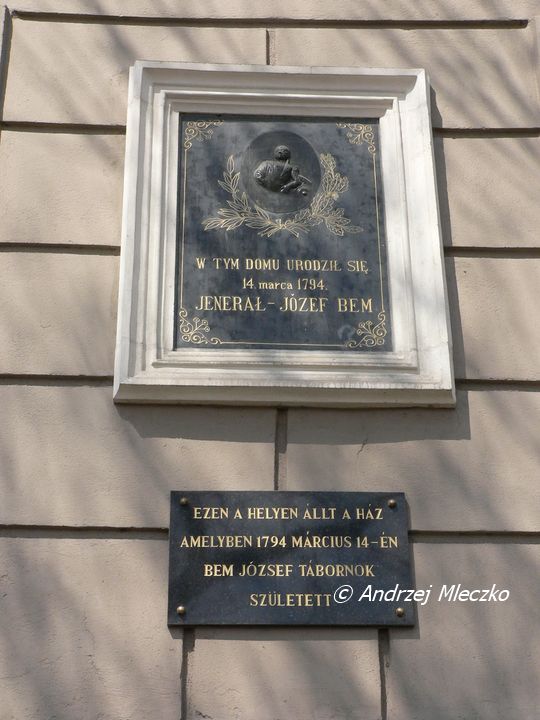 W TYM DOMU URODZIŁ SIĘ
14. marca 1794.
JENERAŁ - JÓZEF BEM
EZEN A HELYEN ÁLLT A HÁZ
AMELYBEN 1794 MÁRCIUS 14-ÉN
BEM JÓZSEF TÁBORNOK
SZÜLETETT
© Andrzej Mleczko